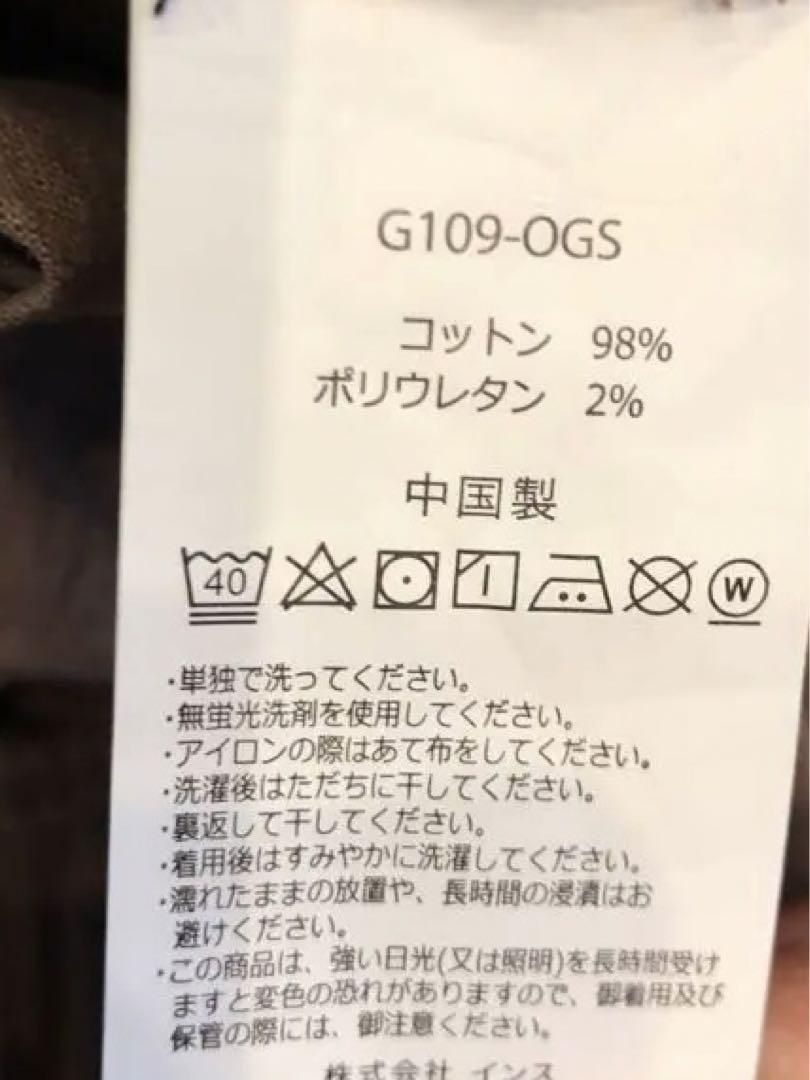 G109-OGS
コットン 98%
ポリウレタン 2%
中国製
40 W
・単独で洗ってください。
・無蛍光洗剤を使用してください。
・アイロンの際はあて布をしてください。
・洗濯後はただちに干してください。
・裏返して干してください。
・着用後はすみやかに洗濯してください。
・濡れたままの放置や、長時間の浸漬はお
避けください。
・この商品は、強い日光(又は照明)を長時間受け
ますと変色の恐れがありますので、御着用及び
保管の際には、御注意ください。
株式会社 インス